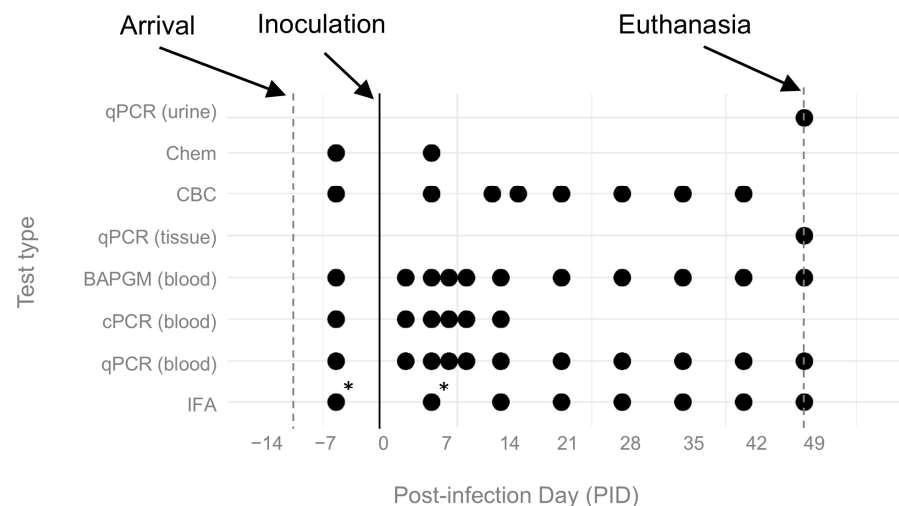 Arrival
Inoculation
Euthanasia
qPCR (urine)
Chem
CBC
qPCR (tissue)
BAPGM (blood)
cPCR (blood)
qPCR (blood)
* *
IFA
Test type
−14 −7 0 7 14 21 28 35 42 49
Post-infection Day (PID)